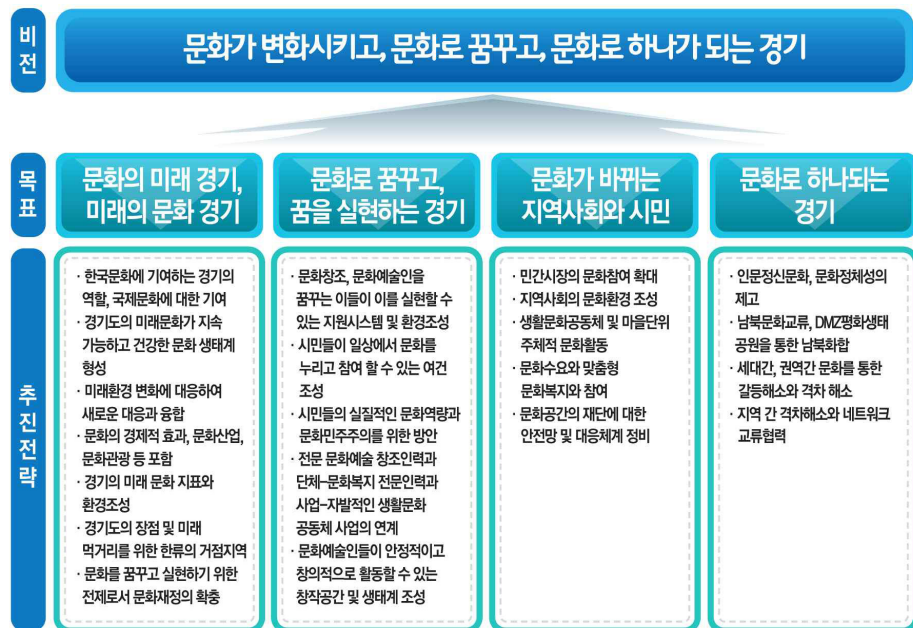 비전
문화가 변화시키고, 문화로 꿈꾸고, 문화로 하나가 되는 경기
목표
문화의 미래 경기,
미래의 문화 경기
문화로 꿈꾸고,
꿈을 실현하는 경기
문화가 바뀌는
지역사회와 시민
문화로 하나되는
경기
추진전략
· 한국문화에 기여하는 경기의
역할, 국제문화에 대한 기여
· 경기도의 미래문화가 지속
가능하고 건강한 문화 생태계
형성
· 미래환경 변화에 대응하여
새로운 대응과 융합
· 문화의 경제적 효과, 문화산업,
문화관광 등 포함
· 경기의 미래 문화 지표와
환경조성
· 경기도의 장점 및 미래
먹거리를 위한 한류의 거점지역
· 문화를 꿈꾸고 실현하기 위한
전제로서 문화재정의 확충
· 문화창조, 문화예술인을
꿈꾸는 이들이 이를 실현할 수
있는 지원시스템 및 환경조성
· 시민들이 일상에서 문화를
누리고 참여 할 수 있는 여건
조성
· 시민들의 실질적인 문화역량과
문화민주주의를 위한 방안
· 전문 문화예술 창조인력과
단체-문화복지 전문인력과
사업-자발적인 생활문화
공동체 사업의 연계
· 문화예술인들이 안정적이고
창의적으로 활동할 수 있는
창작공간 및 생태계 조성
· 민간시장의 문화참여 확대
· 지역사회의 문화환경 조성
· 생활문화공동체 및 마을단위
주체적 문화활동
· 문화수요와 맞춤형
문화복지와 참여
· 문화공간의 재단에 대한
안전망 및 대응체계 정비
· 인문정신문화, 문화정체성의
제고
· 남북문화교류, DMZ평화생태
공원을 통한 남북화합
· 세대간, 권역간 문화를 통한
갈등해소와 격차 해소
· 지역 간 격차해소와 네트워크
교류협력